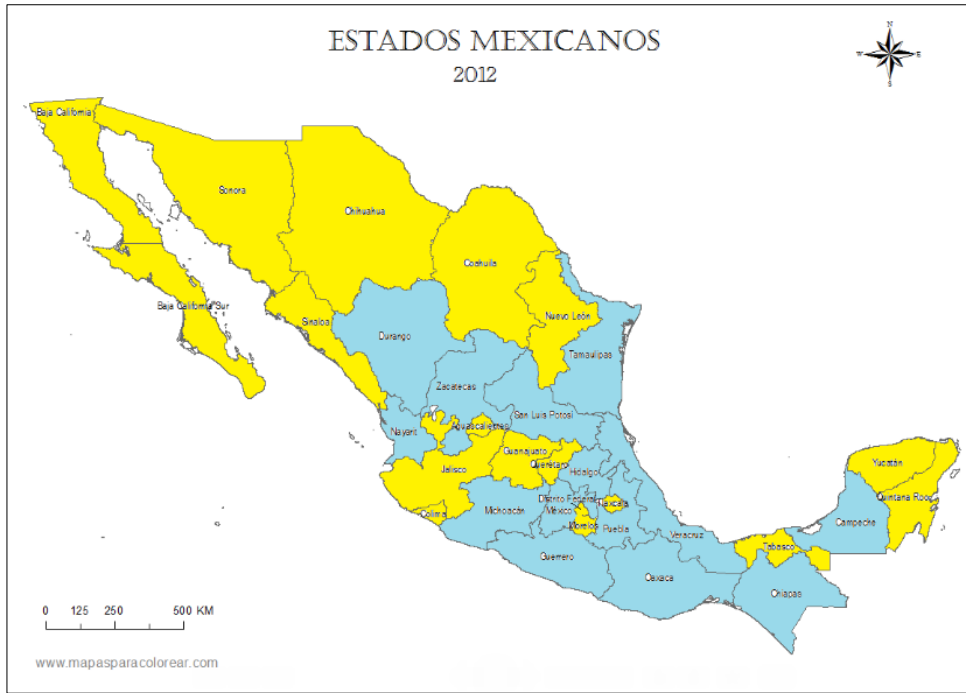 ESTADOS MEXICANOS
2012
N
W
E
S
Baja California
Sonora
Chihuahua
Coahuila
Baja California Sur
Sinaloa
Nuevo León
Durango
Tamaulipas
Zacatecas
San Luis Potosí
Nayarit
Aguascalientes
Guanajuato
Querétaro
Jalisco
Hidalgo
Yucatán
Quintana Roo
Distrito Federal
Tlaxcala
Colima
Michoacán
México
Morelos
Puebla
Veracruz
Campeche
Tabasco
Guerrero
Oaxaca
Chiapas
0 125 250 500 KM
www.mapasparacolorear.com